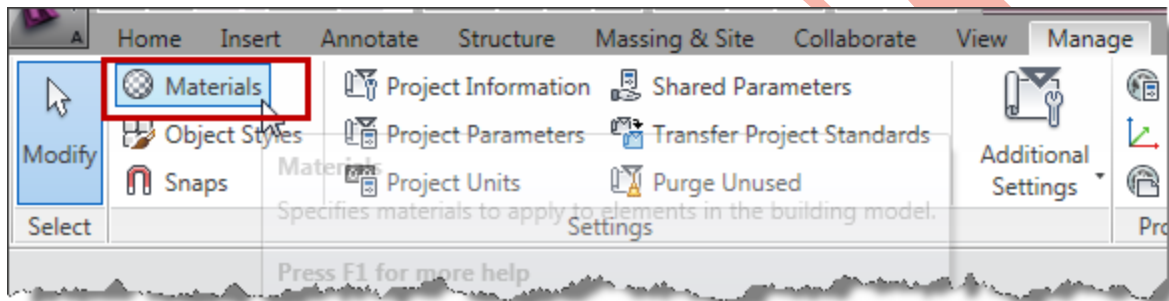 A
Home Insert Annotate Structure Massing & Site Collaborate View Manage
Materials Project Information Shared Parameters
Object Styles Project Parameters Transfer Project Standards
Modify
Additional
Settings
Snaps Project Units Purge Unused
Select Settings Pro
Materials
Specifies materials to apply to elements in the building model.
Press F1 for more help